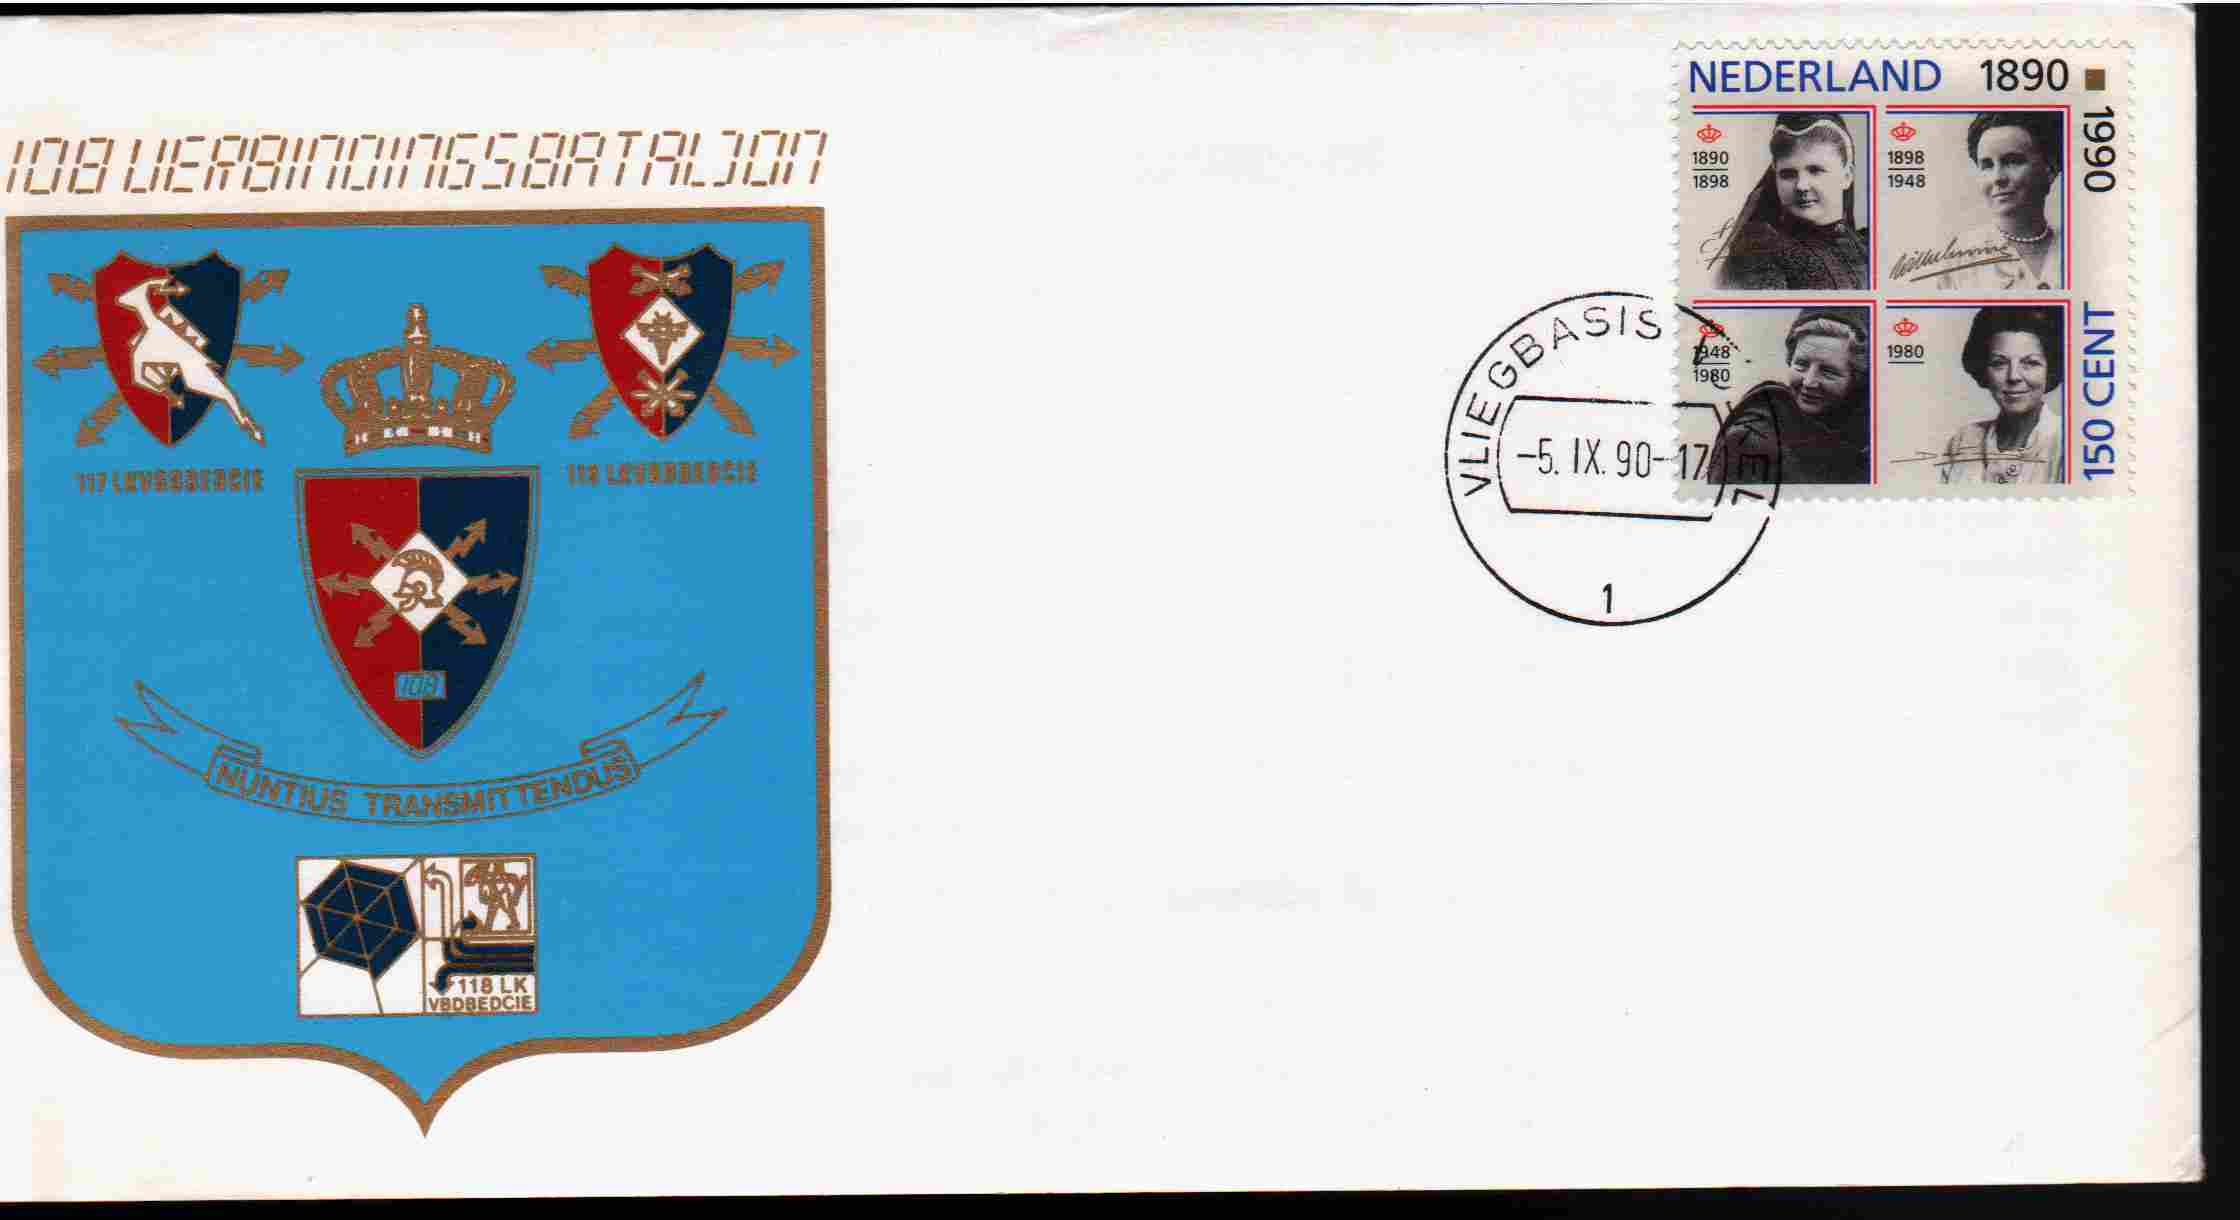 108 VERBINDINGSBATALJON
117 LKVBDBEDCIE
LKVBDBEDCIE
108
NUNTIUS TRANSMITTENDUS
118 LK
VBDBEDCIE
NEDERLAND 1890 ■ 1990
1890
1898
1898
1948
Wilhelmina
1948
1980
1980
150 CENT
VLIEGBASIS
-5. IX. 90-17
1